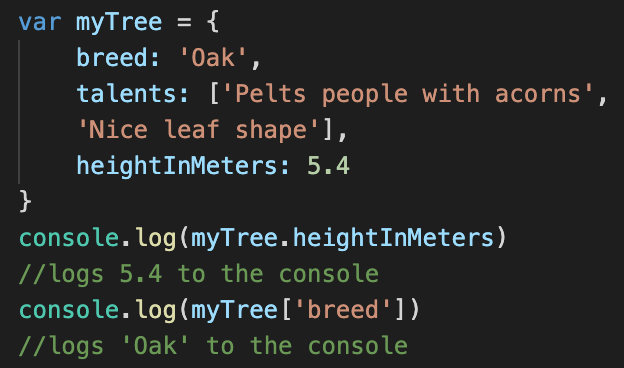 var myTree = {
    breed: 'Oak',
    talents: ['Pelts people with acorns',
    'Nice leaf shape'],
    heightInMeters: 5.4
}
console.log(myTree.heightInMeters)
//logs 5.4 to the console
console.log(myTree['breed'])
//logs 'Oak' to the console